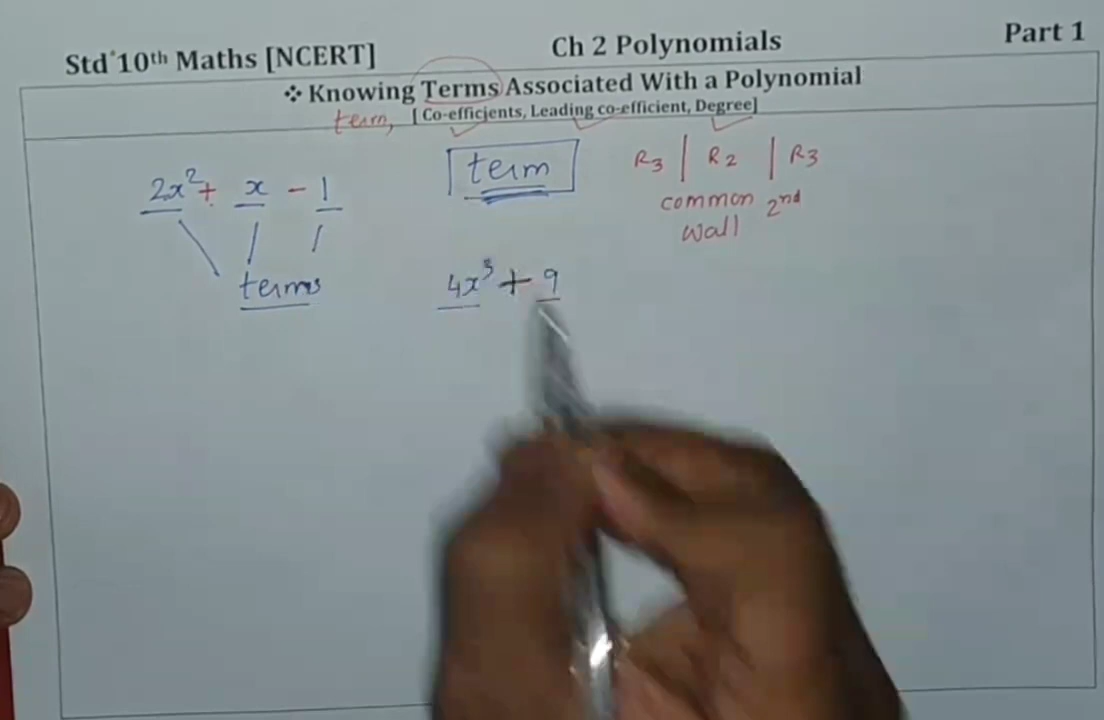 Std 10th Maths [NCERT]
Ch 2 Polynomials
Part 1
❖ Knowing Terms Associated With a Polynomial
term, [ Co-efficients, Leading co-efficient, Degree]
2x² + x - 1
terms
term
R3 | R2 | R3
common 2nd
wall
4x³ + 9